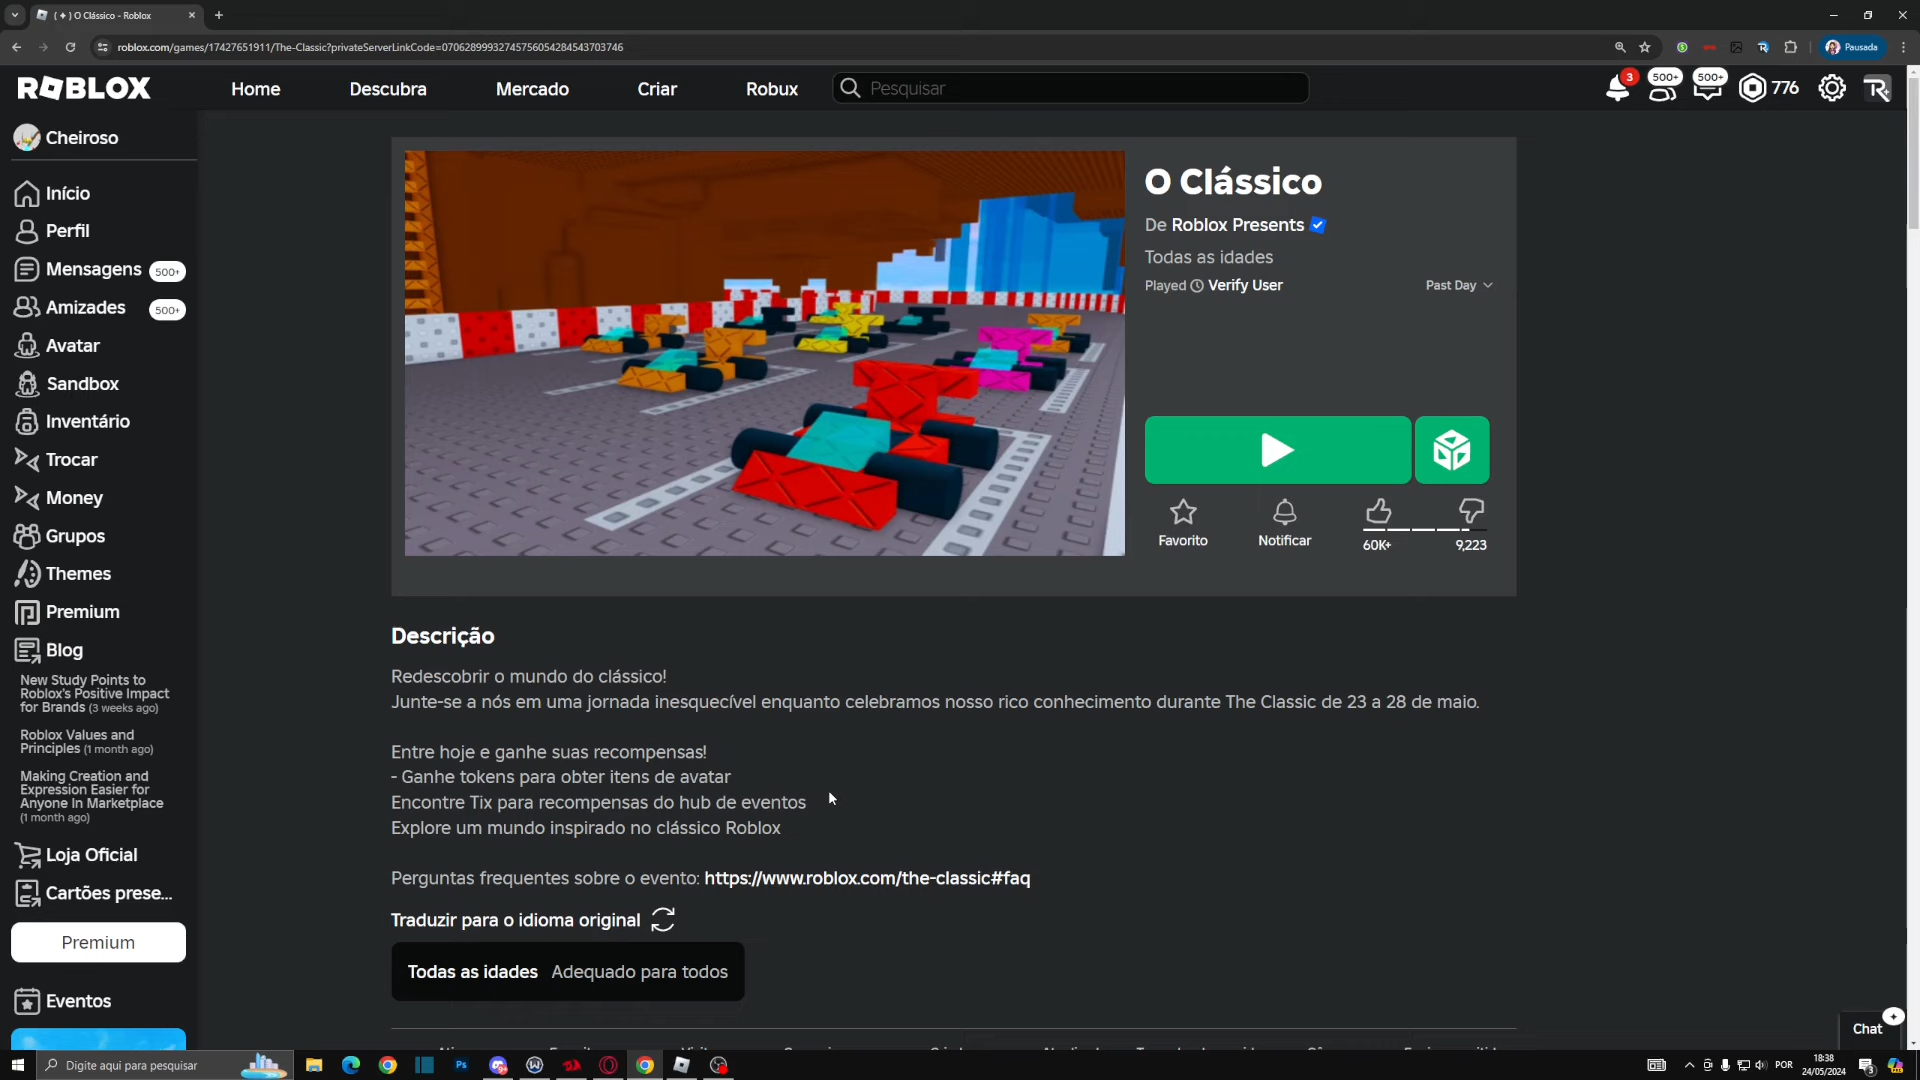 ( ✦ ) O Clássico - Roblox
roblox.com/games/17427651911/The-Classic?privateServerLinkCode=07062899932745756054284543703746
Pausada
ROBLOX
Home
Descubra
Mercado
Criar
Robux
Pesquisar
3
500+
500+
776
Cheiroso
Início
Perfil
Mensagens 500+
Amizades 500+
Avatar
Sandbox
Inventário
Trocar
Money
Grupos
Themes
Premium
Blog
New Study Points to
Roblox's Positive Impact
for Brands (3 weeks ago)
Roblox Values and
Principles (1 month ago)
Making Creation and
Expression Easier for
Anyone in Marketplace
(1 month ago)
Loja Oficial
Cartões prese...
Premium
Eventos
O Clássico
De Roblox Presents
Todas as idades
Played Verify User
Past Day
Favorito
Notificar
60K+
9,223
Descrição
Redescobrir o mundo do clássico!
Junte-se a nós em uma jornada inesquecível enquanto celebramos nosso rico conhecimento durante The Classic de 23 a 28 de maio.
Entre hoje e ganhe suas recompensas!
- Ganhe tokens para obter itens de avatar
Encontre Tix para recompensas do hub de eventos
Explore um mundo inspirado no clássico Roblox
Perguntas frequentes sobre o evento: https://www.roblox.com/the-classic#faq
Traduzir para o idioma original
Todas as idades Adequado para todos
Chat
Digite aqui para pesquisar
Ps
POR
18:38
24/05/2024
3